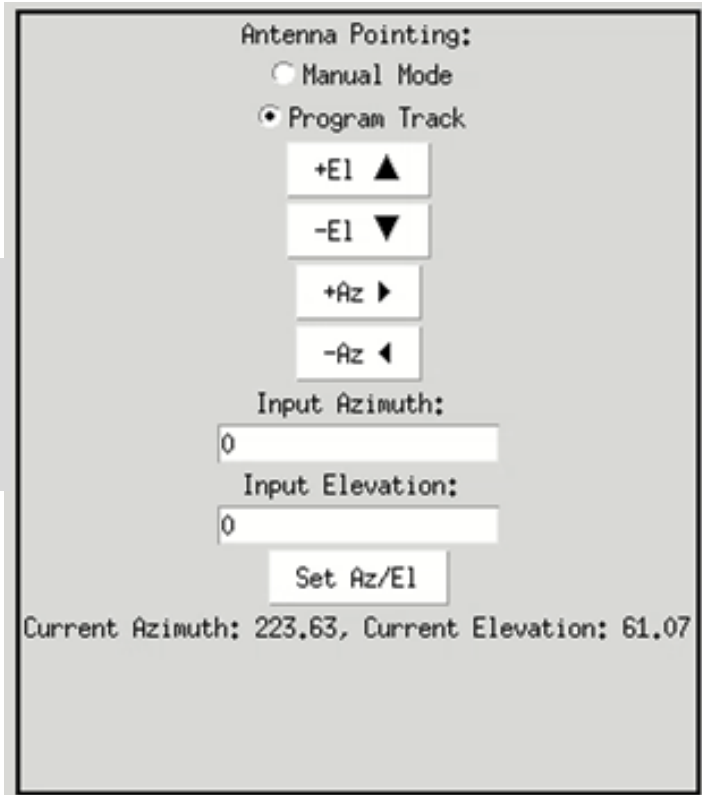 Antenna Pointing:
Manual Mode
Program Track
+El ▲
-El ▼
+Az ▶
-Az ◀
Input Azimuth:
0
Input Elevation:
0
Set Az/El
Current Azimuth: 223.63, Current Elevation: 61.07